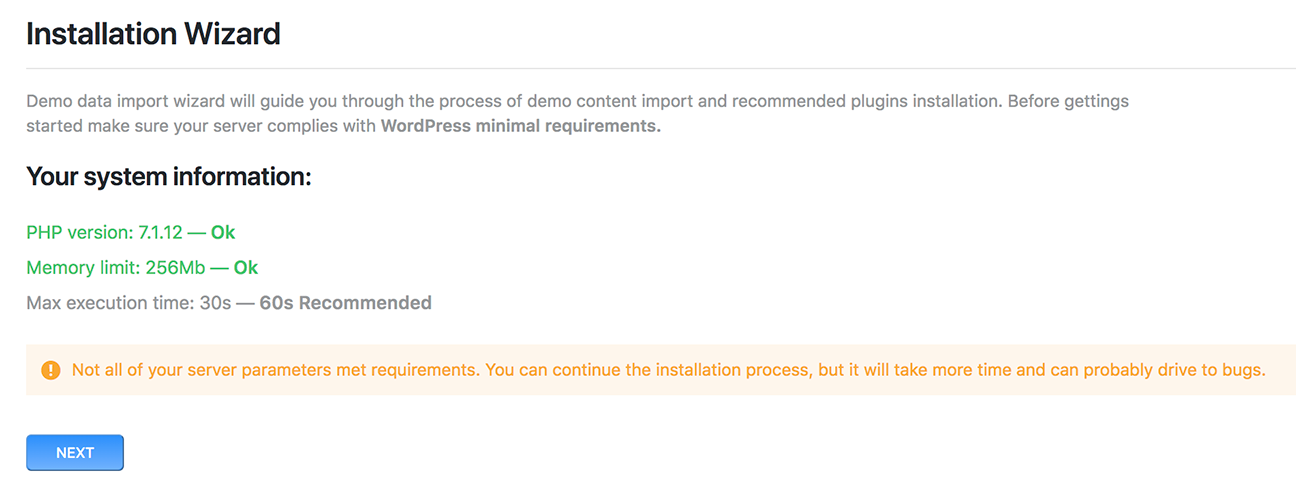 Installation Wizard
Demo data import wizard will guide you through the process of demo content import and recommended plugins installation. Before gettings
started make sure your server complies with WordPress minimal requirements.
Your system information:
PHP version: 7.1.12 — Ok
Memory limit: 256Mb — Ok
Max execution time: 30s — 60s Recommended
Not all of your server parameters met requirements. You can continue the installation process, but it will take more time and can probably drive to bugs.
NEXT